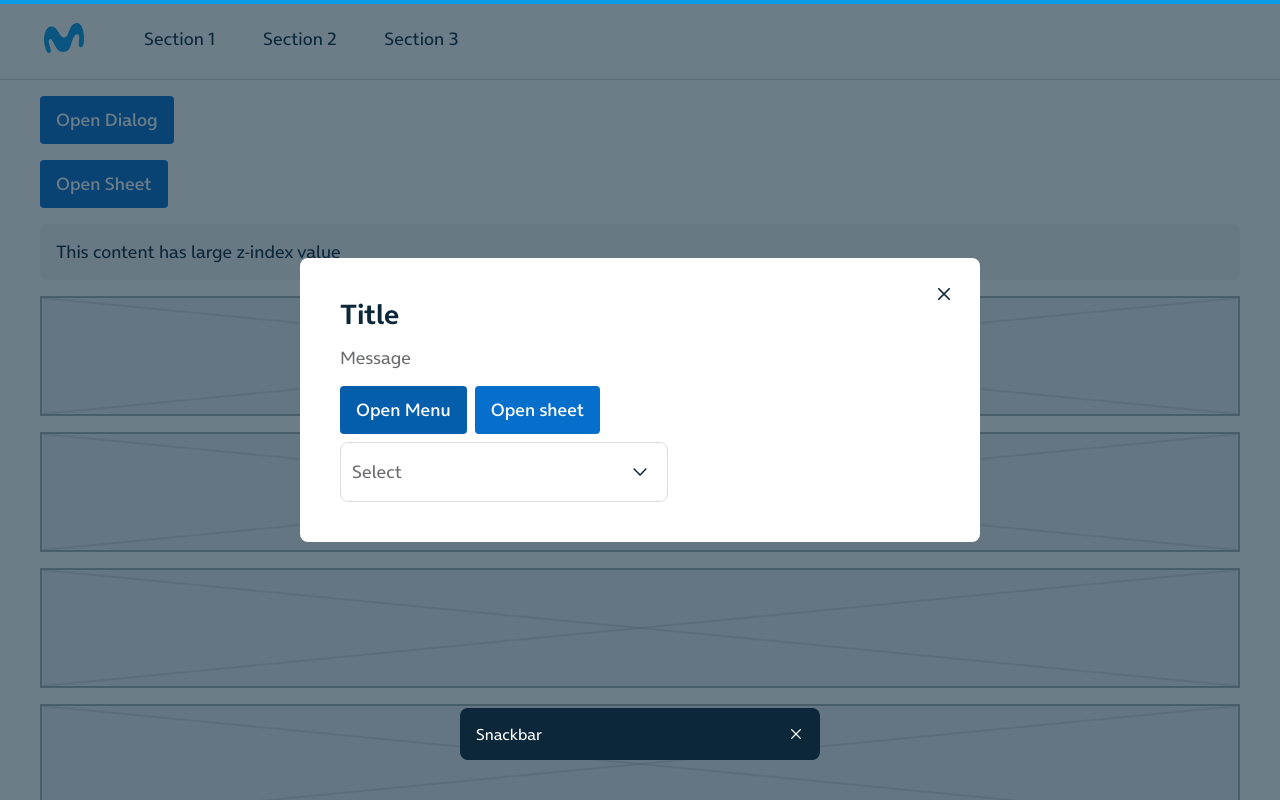 Section 1 Section 2 Section 3
Open Dialog
Open Sheet
This content has large z-index value
Title
Message
Open Menu Open sheet
Select
Snackbar